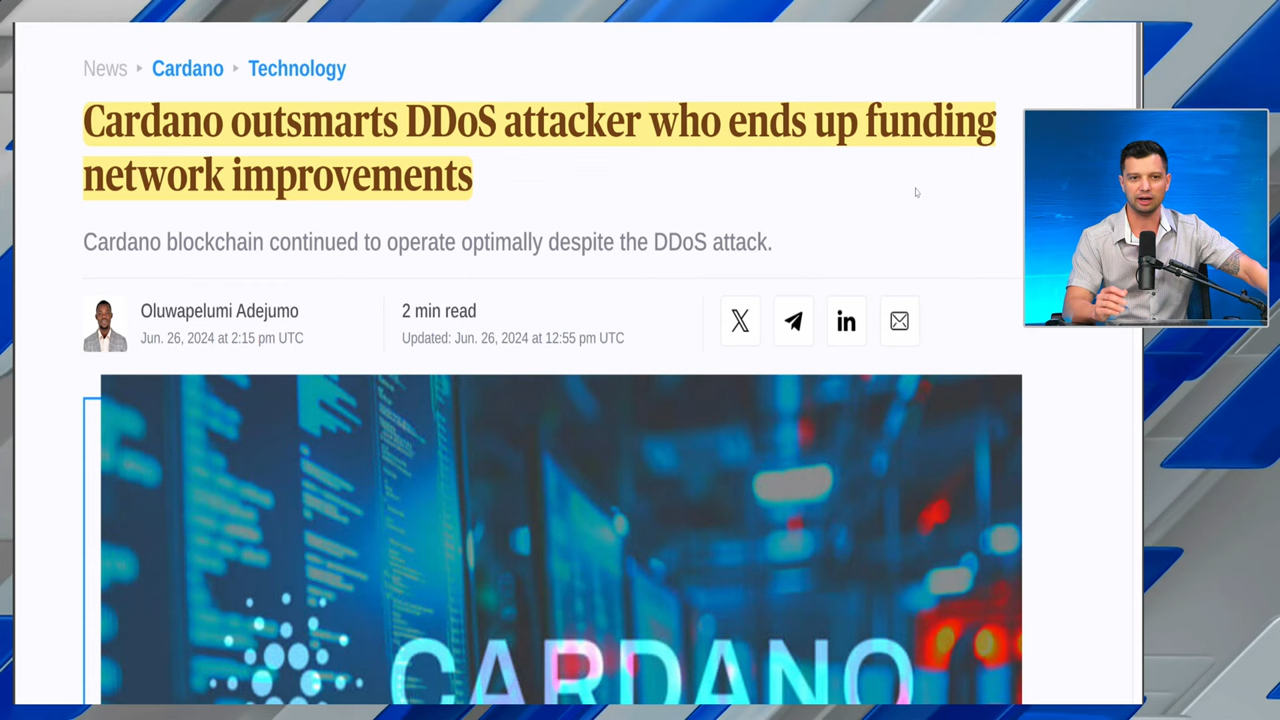 News ▸ Cardano ▸ Technology
Cardano outsmarts DDoS attacker who ends up funding
network improvements
Cardano blockchain continued to operate optimally despite the DDoS attack.
Oluwapelumi Adejumo
Jun. 26, 2024 at 2:15 pm UTC
2 min read
Updated: Jun. 26, 2024 at 12:55 pm UTC
CARDANO